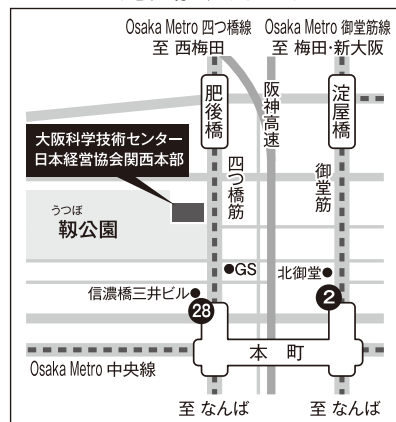 Osaka Metro 四つ橋線
至 西梅田
Osaka Metro 御堂筋線
至 梅田・新大阪
肥後橋
阪神高速
淀屋橋
大阪科学技術センター
日本経営協会関西本部
四つ橋筋
御堂筋
うつぼ
靱公園
GS
北御堂
信濃橋三井ビル
28
2
本町
Osaka Metro 中央線
至 なんば
至 なんば